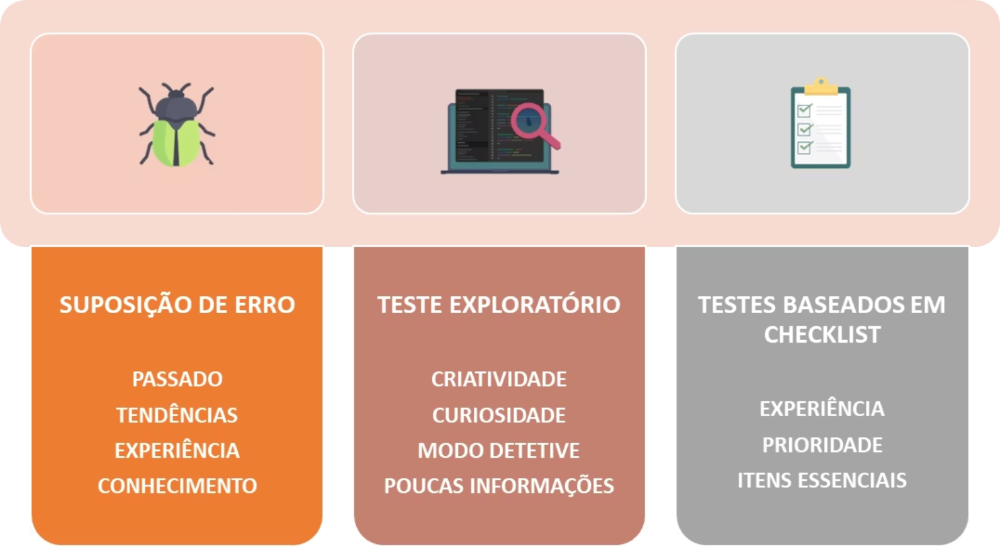 SUPOSIÇÃO DE ERRO
PASSADO
TENDÊNCIAS
EXPERIÊNCIA
CONHECIMENTO
TESTE EXPLORATÓRIO
CRIATIVIDADE
CURIOSIDADE
MODO DETETIVE
POUCAS INFORMAÇÕES
TESTES BASEADOS EM
CHECKLIST
EXPERIÊNCIA
PRIORIDADE
ITENS ESSENCIAIS